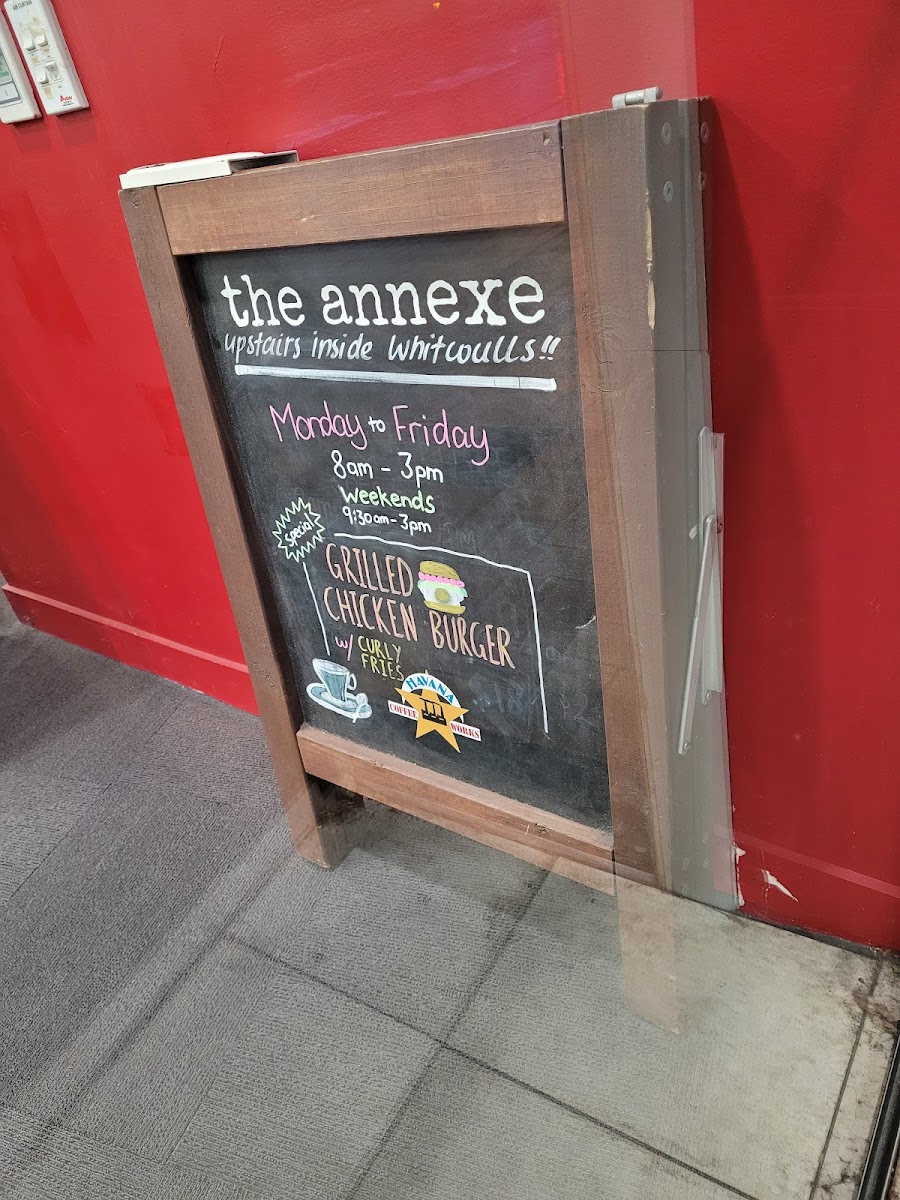 the annexe
upstairs inside Whitcoulls!!
Monday to Friday
8am - 3pm
Weekends
9:30am - 3pm
Special
GRILLED
CHICKEN BURGER
w/ CURLY
FRIES
HAVANA
COFFEE WORKS